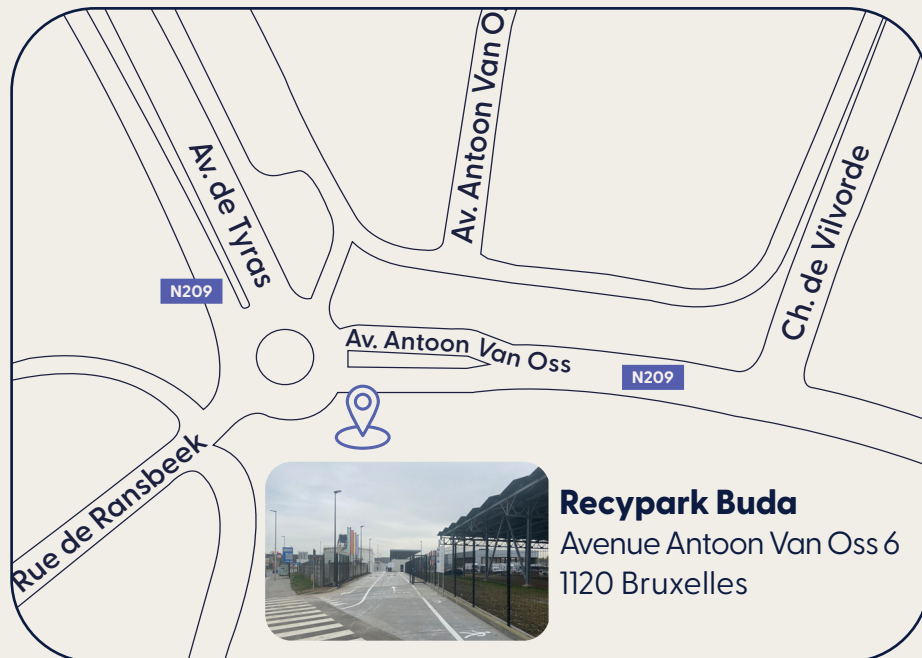 Av. Antoon Van O
Av. de Tyras
Ch. de Vilvorde
N209
Av. Antoon Van Oss
N209
Rue de Ransbeek
Recypark Buda
Avenue Antoon Van Oss 6
1120 Bruxelles